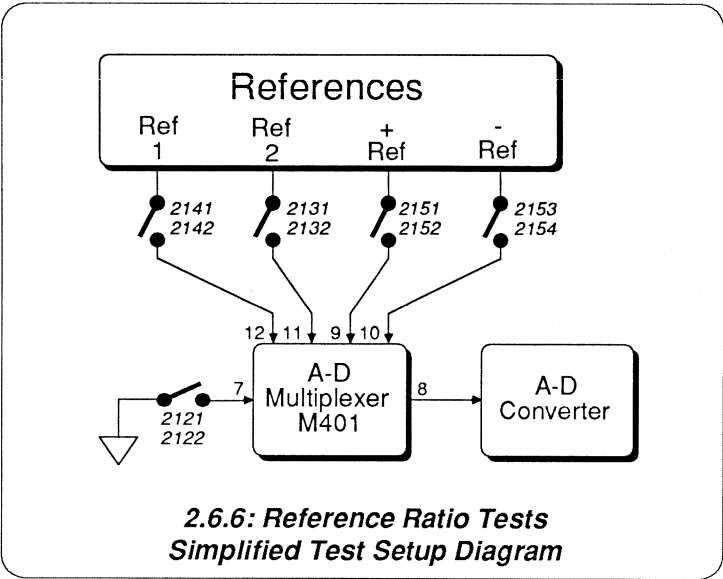 References
Ref
1
Ref
2
+
Ref
-
Ref
2141
2142
2131
2132
2151
2152
2153
2154
12
11
9
10
7
A-D
Multiplexer
M401
8
A-D
Converter
2121
2122
2.6.6: Reference Ratio Tests
Simplified Test Setup Diagram